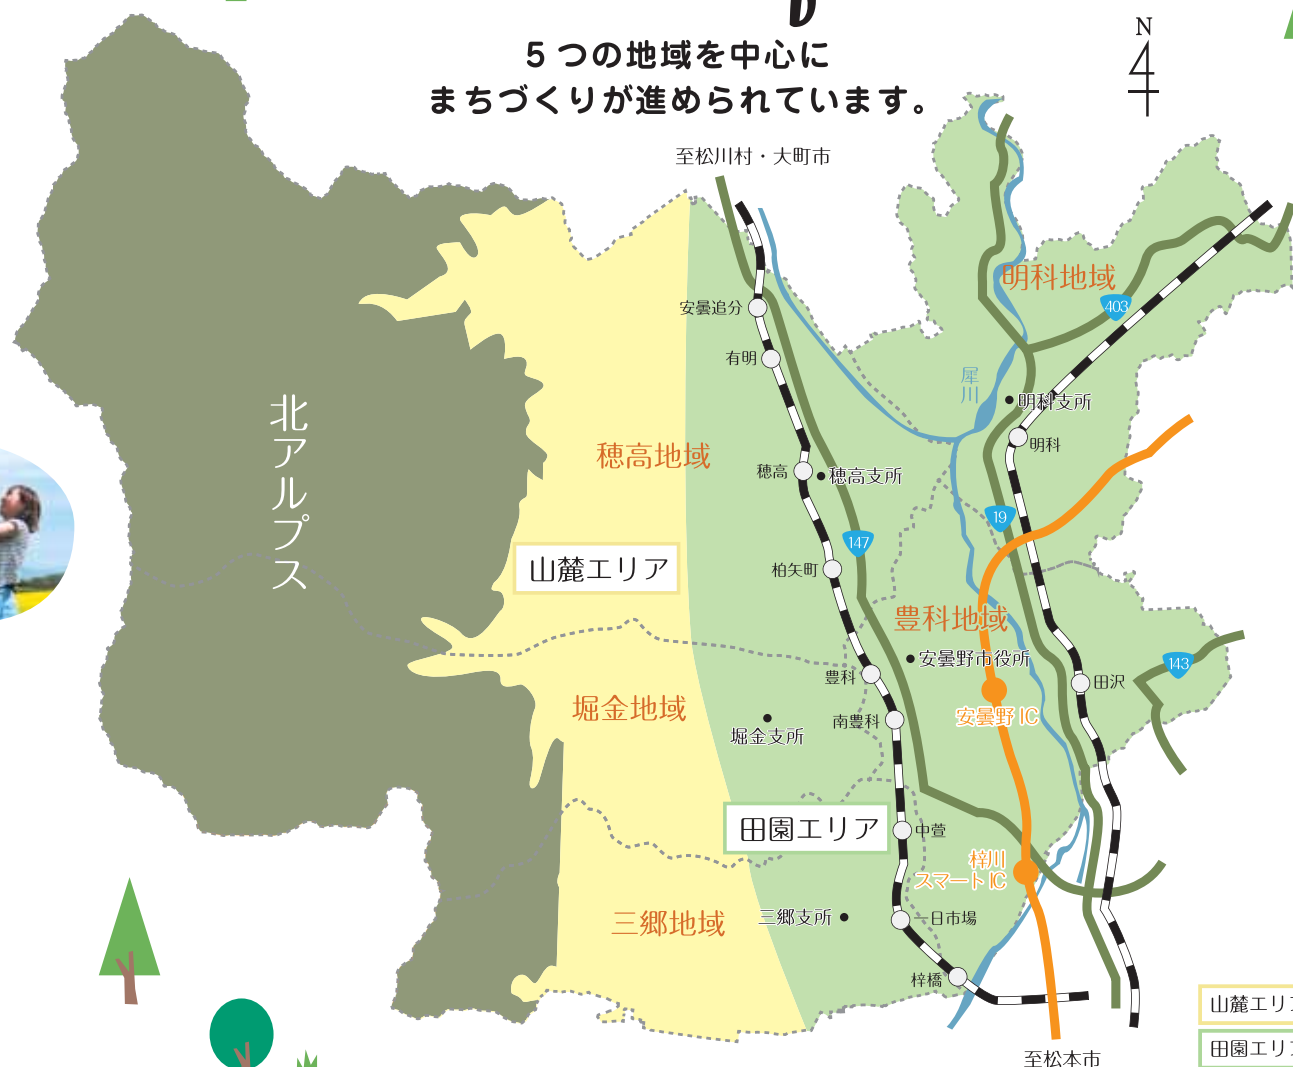 5つの地域を中心に
まちづくりが進められています。
N
至松川村・大町市
明科地域
403
安曇追分
有明
犀川
明科支所
明科
北アルプス
穂高地域
穂高
穂高支所
19
147
山麓エリア
柏矢町
豊科地域
安曇野市役所
143
豊科
田沢
堀金地域
安曇野IC
南豊科
堀金支所
田園エリア
中萱
梓川
スマートIC
三郷地域
三郷支所
一日市場
梓橋
山麓エリ
田園エリ
至松本市